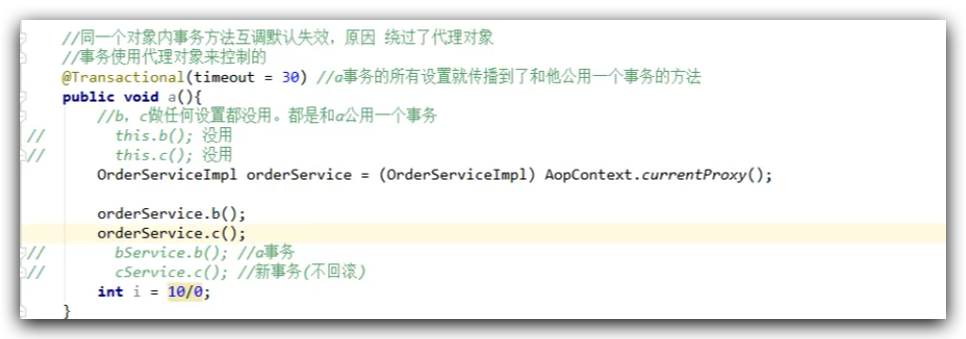 //同一个对象内事务方法互调默认失效，原因 绕过了代理对象
//事务使用代理对象来控制的
@Transactional(timeout = 30) //a事务的所有设置就传播到了和他公用一个事务的方法
public void a(){
//b，c做任何设置都没用。都是和a公用一个事务
// this.b(); 没用
// this.c(); 没用
OrderServiceImpl orderService = (OrderServiceImpl) AopContext.currentProxy();
orderService.b();
orderService.c();
// bService.b(); //a事务
// cService.c(); //新事务(不回滚)
int i = 10/0;
}